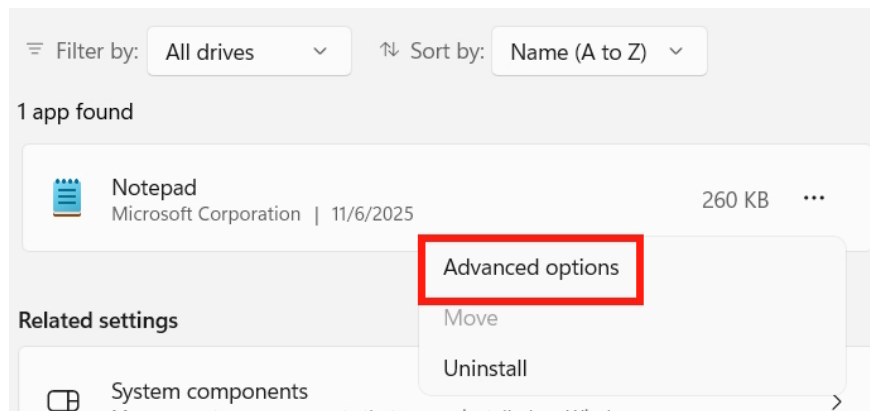 Filter by: All drives Sort by: Name (A to Z)
1 app found
Notepad
260 KB
Microsoft Corporation | 11/6/2025
Advanced options
Related settings
Move
Uninstall
System components